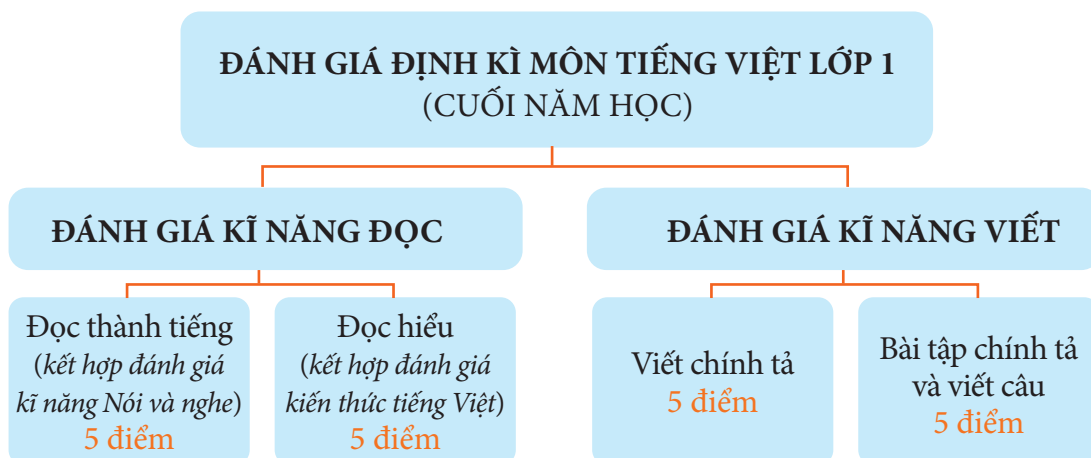 ĐÁNH GIÁ ĐỊNH KÌ MÔN TIẾNG VIỆT LỚP 1
(CUỐI NĂM HỌC)
ĐÁNH GIÁ KĨ NĂNG ĐỌC
ĐÁNH GIÁ KĨ NĂNG VIẾT
Đọc thành tiếng
(kết hợp đánh giá
kĩ năng Nói và nghe)
5 điểm
Đọc hiểu
(kết hợp đánh giá
kiến thức tiếng Việt)
5 điểm
Viết chính tả
5 điểm
Bài tập chính tả
và viết câu
5 điểm